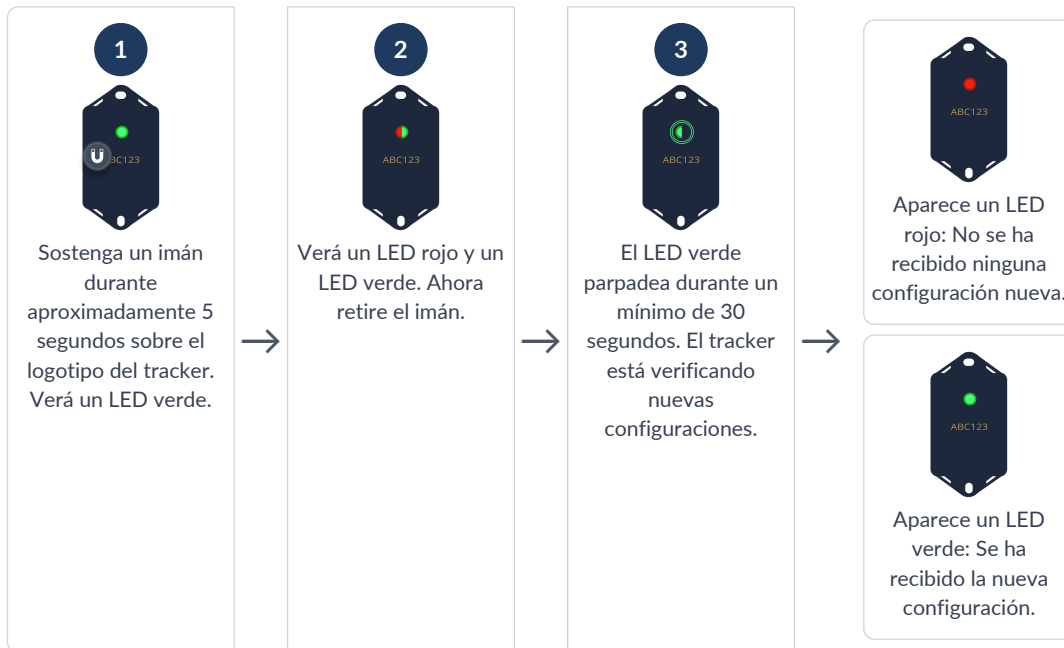 1
ABC123
Sostenga un imán
durante
aproximadamente 5
segundos sobre el
logotipo del tracker.
Verá un LED verde.
2
ABC123
Verá un LED rojo y un
LED verde. Ahora
retire el imán.
3
ABC123
El LED verde
parpadea durante un
mínimo de 30
segundos. El tracker
está verificando
nuevas
configuraciones.
ABC123
Aparece un LED
rojo: No se ha
recibido ninguna
configuración nueva.
ABC123
Aparece un LED
verde: Se ha
recibido la nueva
configuración.